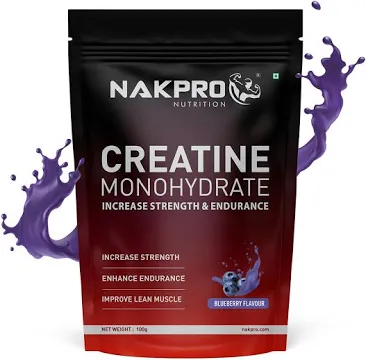 NAKPRO
NUTRITION
CREATINE
MONOHYDRATE
INCREASE STRENGTH & ENDURANCE
INCREASE STRENGTH
ENHANCE ENDURANCE
IMPROVE LEAN MUSCLE
BLUEBERRY FLAVOUR
NET WEIGHT : 100g
nakpro.com